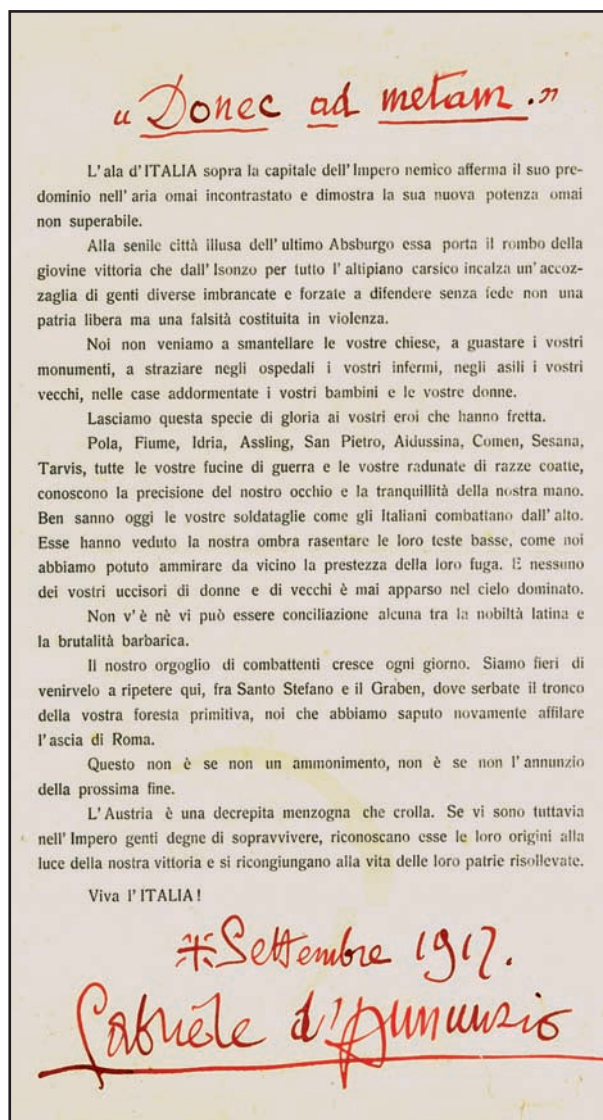 « Donec ad metam. »
L'ala d'ITALIA sopra la capitale dell'Impero nemico afferma il suo pre-
dominio nell'aria omai incontrastato e dimostra la sua nuova potenza omai
non superabile.
Alla senile città illusa dell'ultimo Absburgo essa porta il rombo della
giovine vittoria che dall'Isonzo per tutto l'altipiano carsico incalza un'accoz-
zaglia di genti diverse imbrancate e forzate a difendere senza fede non una
patria libera ma una falsità costituita in violenza.
Noi non veniamo a smantellare le vostre chiese, a guastare i vostri
monumenti, a straziare negli ospedali i vostri infermi, negli asili i vostri
vecchi, nelle case addormentate i vostri bambini e le vostre donne.
Lasciamo questa specie di gloria ai vostri eroi che hanno fretta.
Pola, Fiume, Idria, Assling, San Pietro, Aidussina, Comen, Sesana,
Tarvis, tutte le vostre fucine di guerra e le vostre radunate di razze coatte,
conoscono la precisione del nostro occhio e la tranquillità della nostra mano.
Ben sanno oggi le vostre soldataglie come gli Italiani combattano dall'alto.
Esse hanno veduto la nostra ombra rasentare le loro teste basse, come noi
abbiamo potuto ammirare da vicino la prestezza della loro fuga. E nessuno
dei vostri uccisori di donne e di vecchi è mai apparso nel cielo dominato.
Non v'è nè vi può essere conciliazione alcuna tra la nobiltà latina e
la brutalità barbarica.
Il nostro orgoglio di combattenti cresce ogni giorno. Siamo fieri di
venirvelo a ripetere qui, fra Santo Stefano e il Graben, dove serbate il tronco
della vostra foresta primitiva, noi che abbiamo saputo novamente affilare
l'ascia di Roma.
Questo non è se non un ammonimento, non è se non l'annunzio
della prossima fine.
L'Austria è una decrepita menzogna che crolla. Se vi sono tuttavia
nell'Impero genti degne di sopravvivere, riconoscano esse le loro origini alla
luce della nostra vittoria e si ricongiungano alla vita delle loro patrie risollevate.
Viva l'ITALIA!
Settembre 1917.
Gabriele d'Annunzio